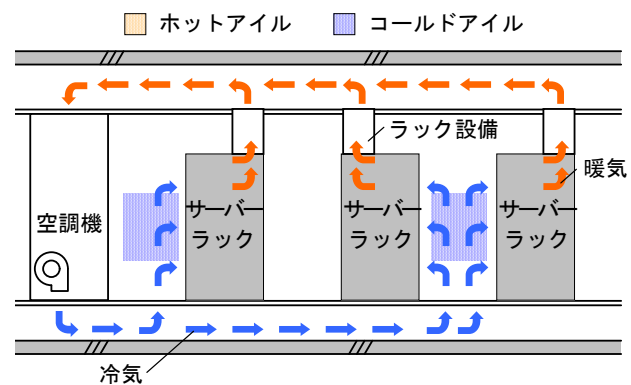 ホットアイル
コールドアイル
ラック設備
暖気
空調機
サーバー
ラック
サーバー
ラック
サーバー
ラック
冷気